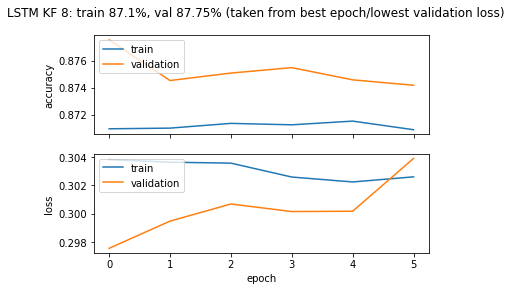 LSTM KF 8: train 87.1%, val 87.75% (taken from best epoch/lowest validation loss)
train
validation
0.876
0.874
0.872
accuracy
train
validation
0.304
0.302
0.300
0.298
loss
0 1 2 3 4 5
epoch